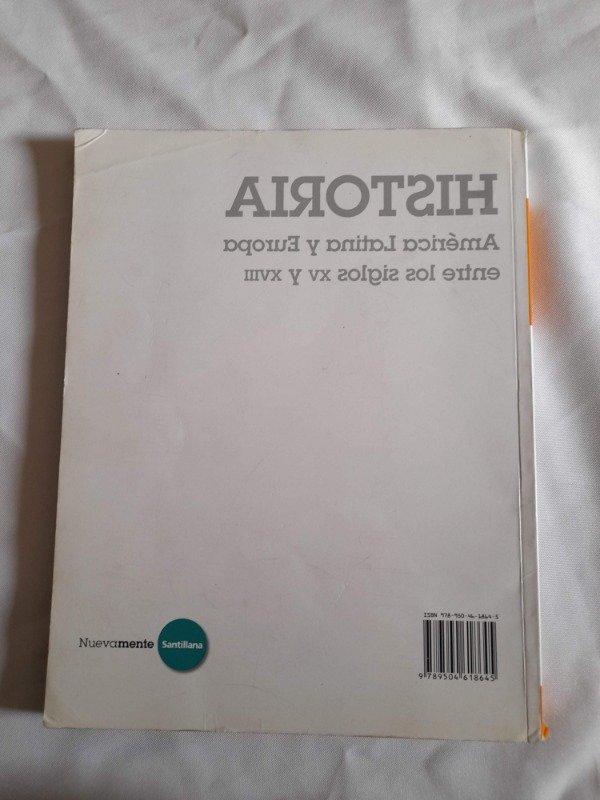 HISTORIA
América Latina y Europa
entre los siglos XV y XVIII
ISBN 978-950-46-1864-5
9 789504 618645
Nuevamente Santillana